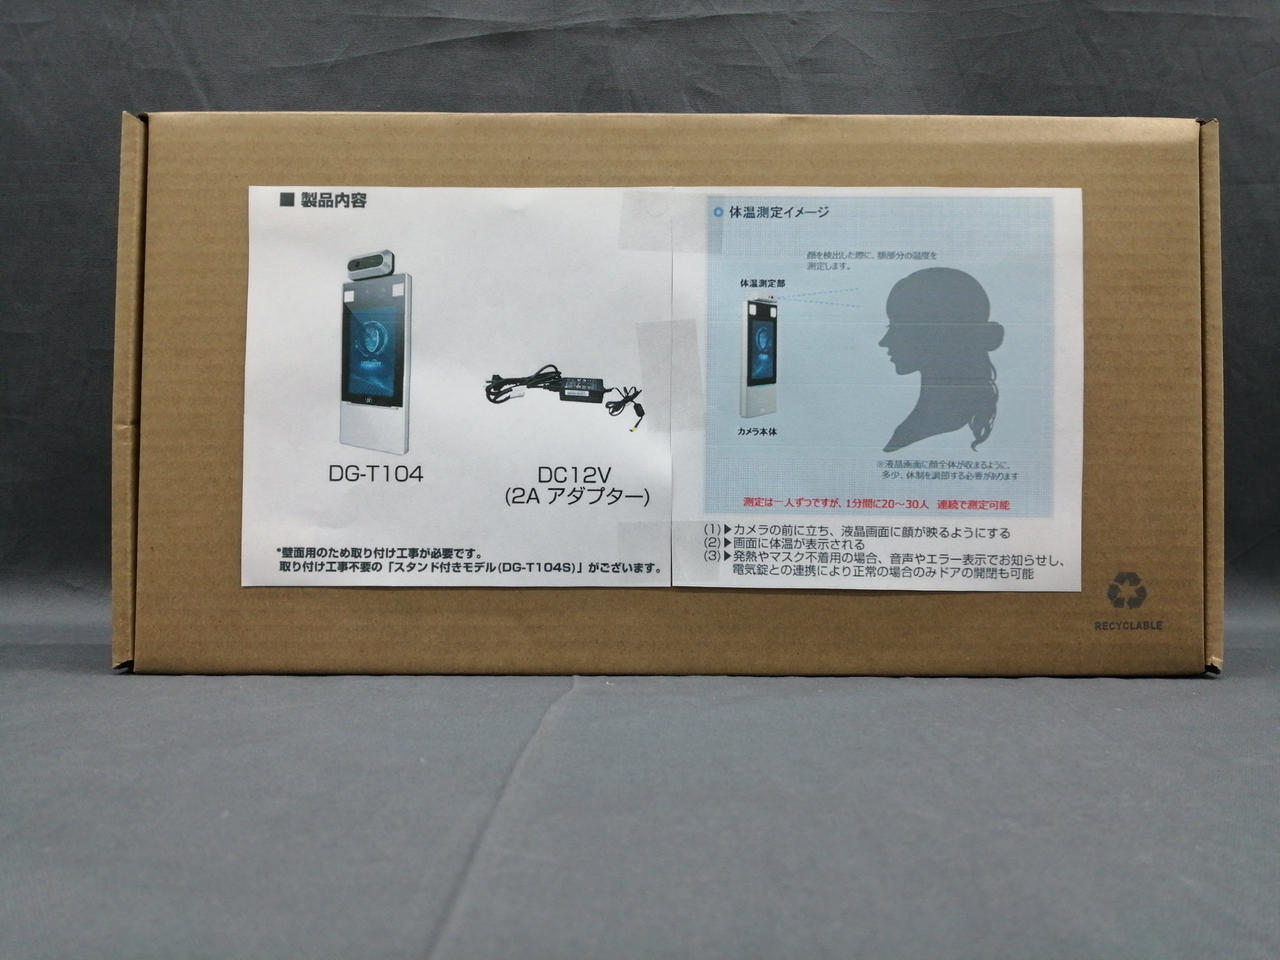 ■ 製品内容
DG-T104
DC12V
(2A アダプター)
*壁面用のため取り付け工事が必要です。
取り付け工事不要の「スタンド付きモデル(DG-T104S)」がございます。
体温測定イメージ
顔を検出した際に、額部分の温度を
測定します。
体温測定部
カメラ本体
※液晶画面に顔全体が収まるように、
多少、体制を調節する必要があります
測定は一人ずつですが、1分間に20～30人 連続で測定可能
(1)▶カメラの前に立ち、液晶画面に顔が映るようにする
(2)▶画面に体温が表示される
(3)▶発熱やマスク不着用の場合、音声やエラー表示でお知らせし、
電気錠との連携により正常の場合のみドアの開閉も可能
RECYCLABLE